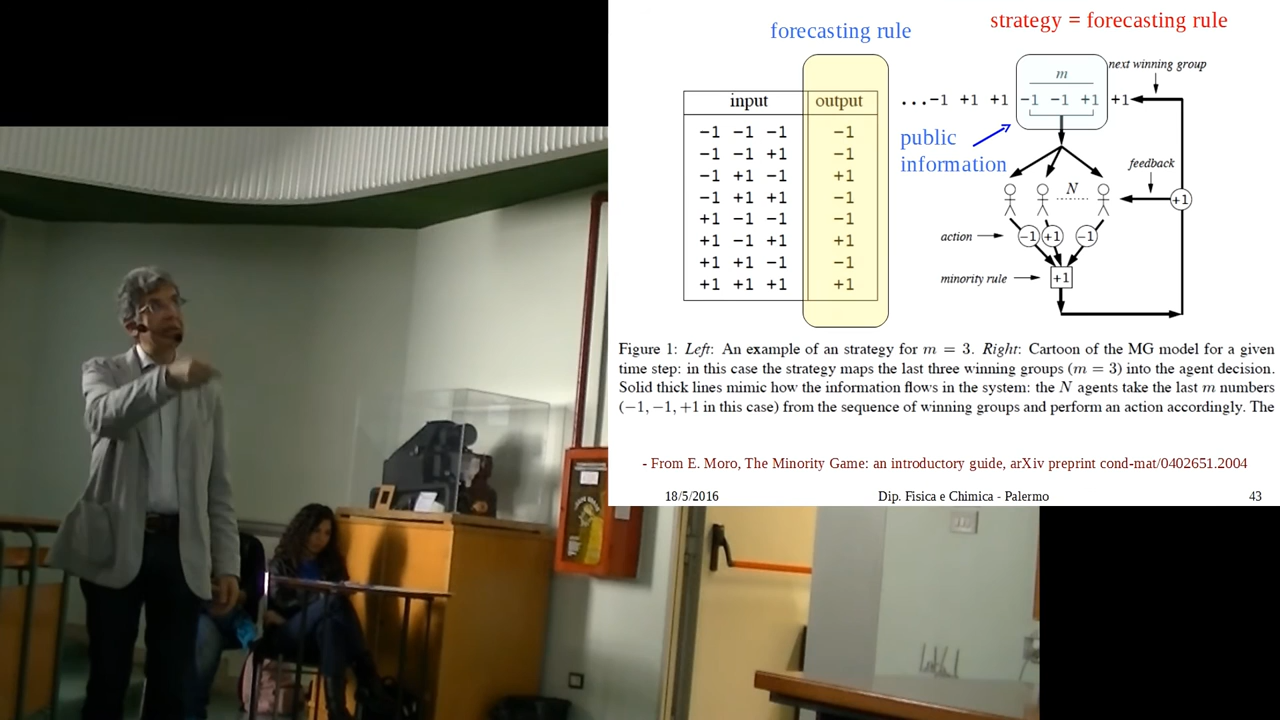 forecasting rule
strategy = forecasting rule
input output
-1 -1 -1 -1
-1 -1 +1 -1
-1 +1 -1 +1
-1 +1 +1 -1
+1 -1 -1 -1
+1 -1 +1 +1
+1 +1 -1 -1
+1 +1 +1 +1
m
next winning group
...-1 +1 +1 -1 -1 +1 +1
public
information
feedback
N
+1
action
-1 +1 -1
minority rule
+1
Figure 1: Left: An example of an strategy for m = 3. Right: Cartoon of the MG model for a given
time step: in this case the strategy maps the last three winning groups (m = 3) into the agent decision.
Solid thick lines mimic how the information flows in the system: the N agents take the last m numbers
(−1, −1, +1 in this case) from the sequence of winning groups and perform an action accordingly. The
- From E. Moro, The Minority Game: an introductory guide, arXiv preprint cond-mat/0402651.2004
18/5/2016 Dip. Fisica e Chimica - Palermo 43